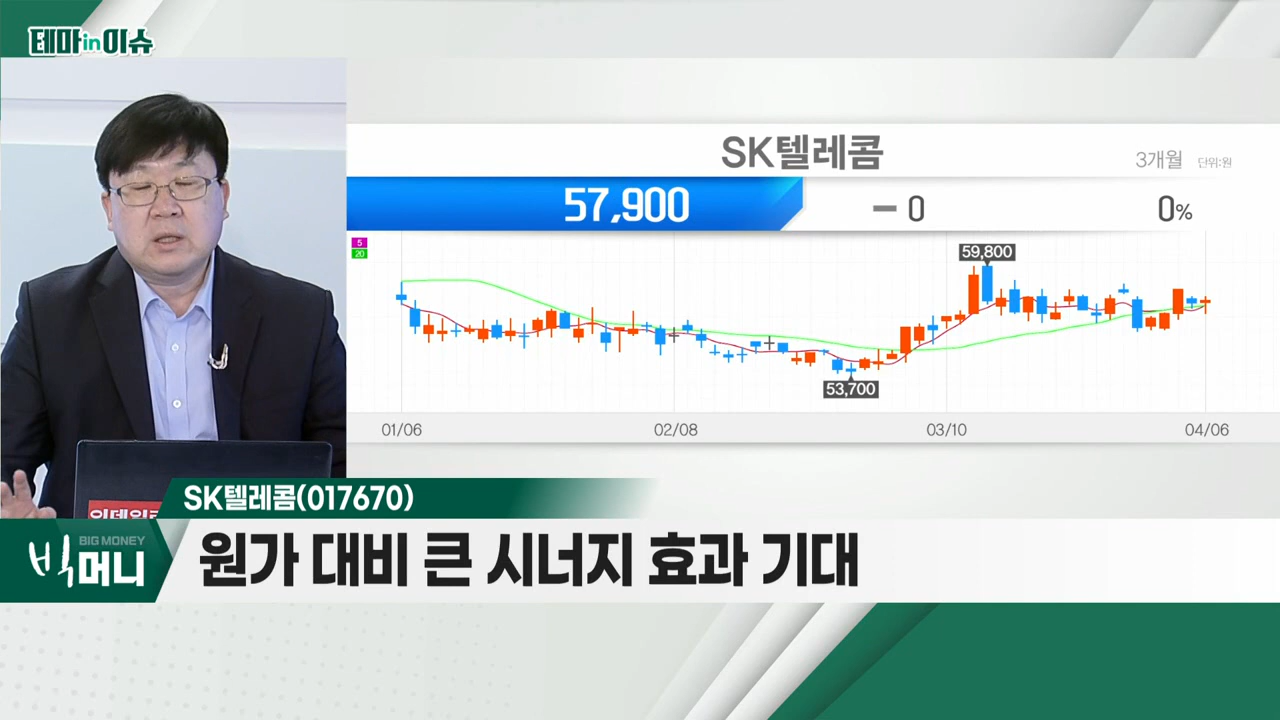 테마in이슈
SK텔레콤
3개월 단위:원
57,900 0 0%
5
20
59,800
53,700
01/06 02/08 03/10 04/06
SK텔레콤(017670)
BIG MONEY
빅머니
원가 대비 큰 시너지 효과 기대